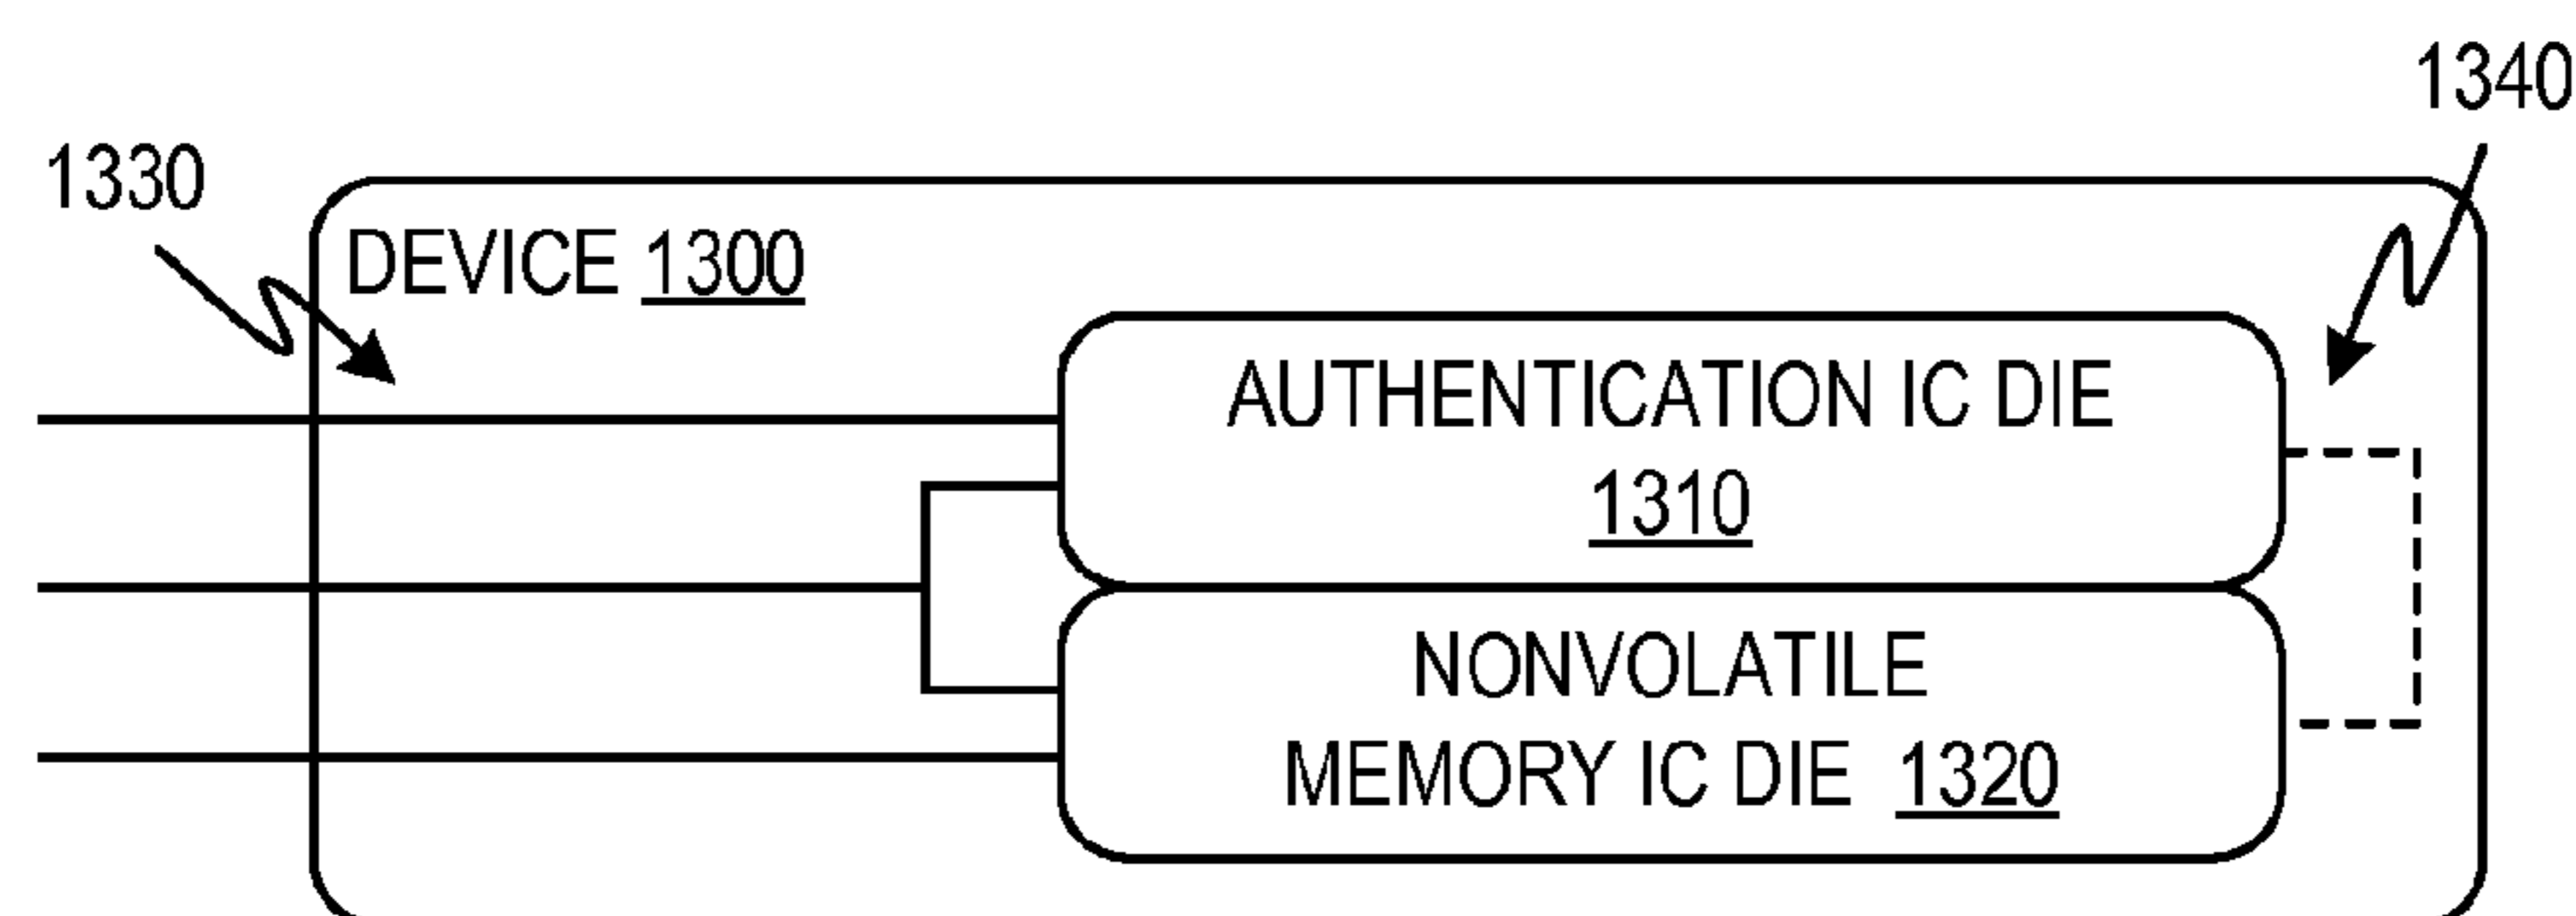 1340
1330
DEVICE 1300
AUTHENTICATION IC DIE
1310
NONVOLATILE
MEMORY IC DIE 1320